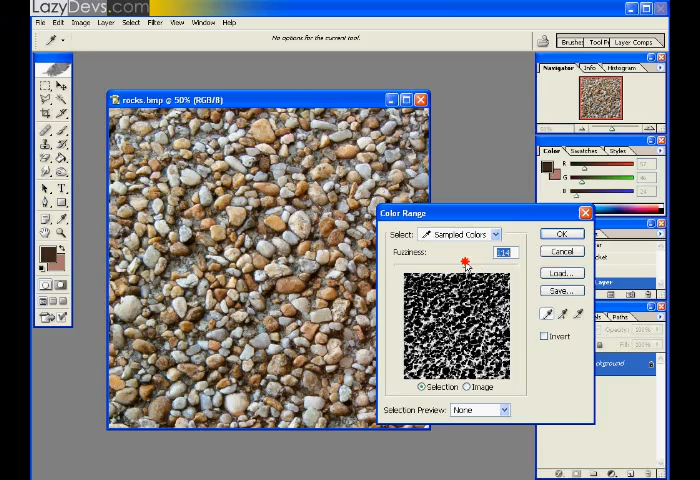 LazyDevs.com
File Edit Image Layer Select Filter View Window Help
No options for the current tool.
Brushes Tool Pr Layer Comps
Navigator Info Histogram
rocks.bmp @ 50% (RGB/8)
Color Swatches Styles
R
G
B
Color Range
Select: Sampled Colors OK
Fuzziness: Cancel
Load...
Save...
Paths
Opacity:
Invert
Fill:
Selection Image
Selection Preview: None